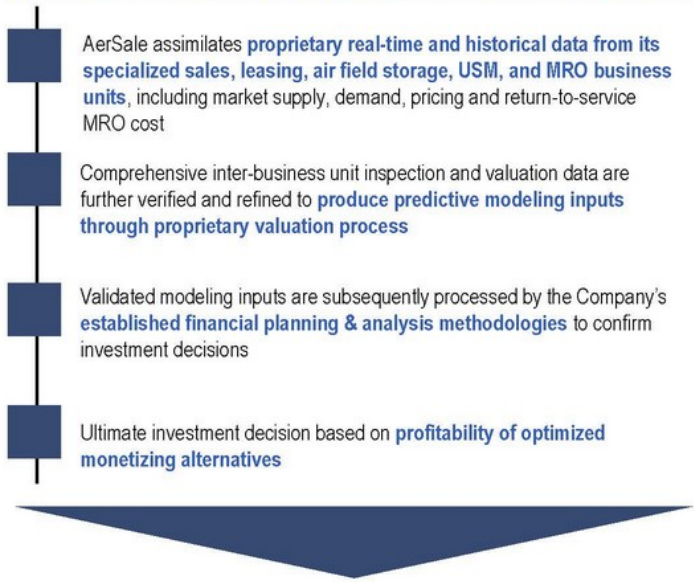 AerSale assimilates proprietary real-time and historical data from its
specialized sales, leasing, air field storage, USM, and MRO business
units, including market supply, demand, pricing and return-to-service
MRO cost
Comprehensive inter-business unit inspection and valuation data are
further verified and refined to produce predictive modeling inputs
through proprietary valuation process
Validated modeling inputs are subsequently processed by the Company's
established financial planning & analysis methodologies to confirm
investment decisions
Ultimate investment decision based on profitability of optimized
monetizing alternatives